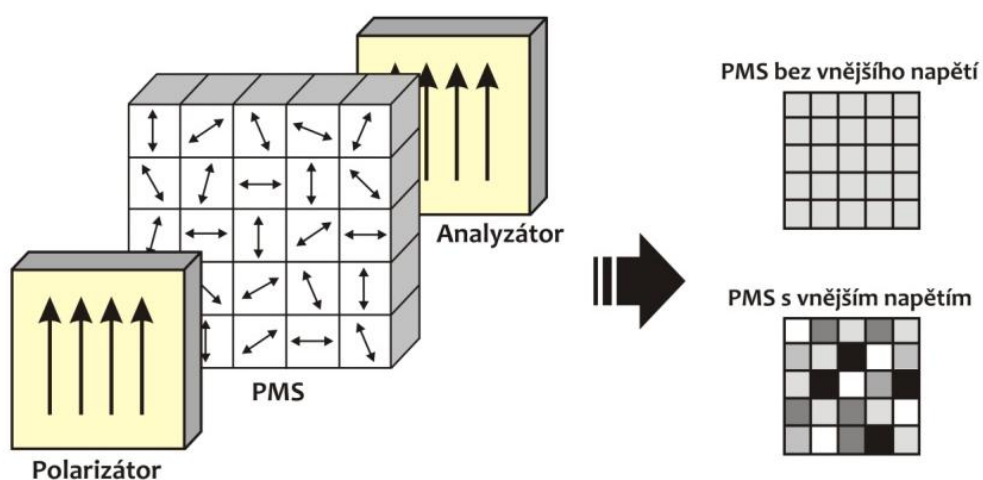 PMS bez vnějšího napětí
Analyzátor
PMS s vnějším napětím
PMS
Polarizátor